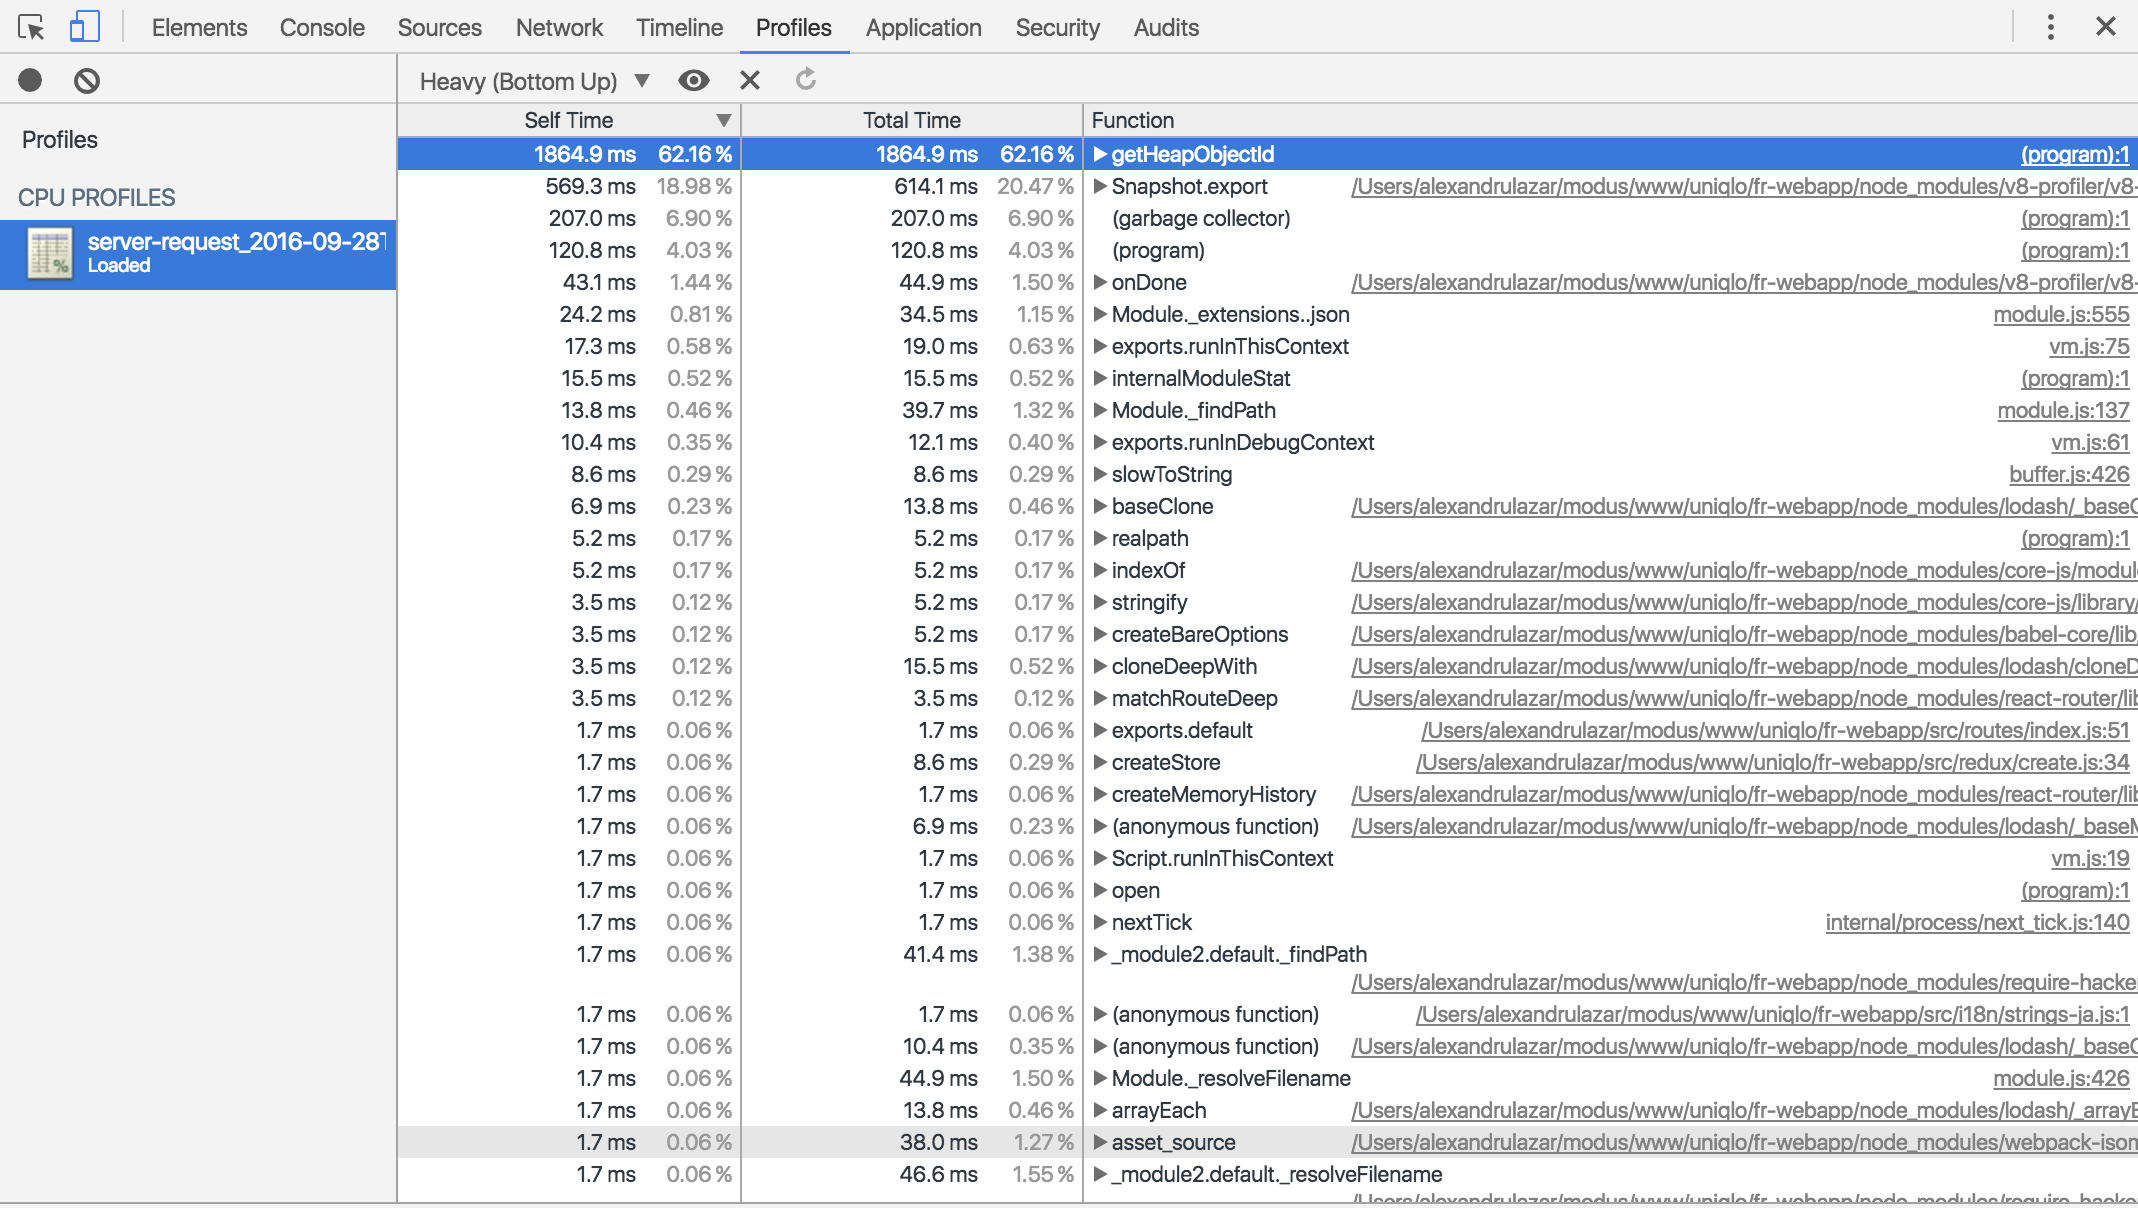 Elements Console Sources Network Timeline Profiles Application Security Audits
Heavy (Bottom Up)
Profiles
CPU PROFILES
server-request_2016-09-28T
Loaded
Self Time Total Time Function
1864.9 ms 62.16 % 1864.9 ms 62.16 % getHeapObjectId (program):1
569.3 ms 18.98 % 614.1 ms 20.47 % Snapshot.export /Users/alexandrulazar/modus/www/uniqlo/fr-webapp/node_modules/v8-profiler/v8-
207.0 ms 6.90 % 207.0 ms 6.90 % (garbage collector) (program):1
120.8 ms 4.03 % 120.8 ms 4.03 % (program) (program):1
43.1 ms 1.44 % 44.9 ms 1.50 % onDone /Users/alexandrulazar/modus/www/uniqlo/fr-webapp/node_modules/v8-profiler/v8-
24.2 ms 0.81 % 34.5 ms 1.15 % Module._extensions..json module.js:555
17.3 ms 0.58 % 19.0 ms 0.63 % exports.runInThisContext vm.js:75
15.5 ms 0.52 % 15.5 ms 0.52 % internalModuleStat (program):1
13.8 ms 0.46 % 39.7 ms 1.32 % Module._findPath module.js:137
10.4 ms 0.35 % 12.1 ms 0.40 % exports.runInDebugContext vm.js:61
8.6 ms 0.29 % 8.6 ms 0.29 % slowToString buffer.js:426
6.9 ms 0.23 % 13.8 ms 0.46 % baseClone /Users/alexandrulazar/modus/www/uniqlo/fr-webapp/node_modules/lodash/_baseC
5.2 ms 0.17 % 5.2 ms 0.17 % realpath (program):1
5.2 ms 0.17 % 5.2 ms 0.17 % indexOf /Users/alexandrulazar/modus/www/uniqlo/fr-webapp/node_modules/core-js/modul
3.5 ms 0.12 % 5.2 ms 0.17 % stringify /Users/alexandrulazar/modus/www/uniqlo/fr-webapp/node_modules/core-js/library/
3.5 ms 0.12 % 5.2 ms 0.17 % createBareOptions /Users/alexandrulazar/modus/www/uniqlo/fr-webapp/node_modules/babel-core/lib/
3.5 ms 0.12 % 15.5 ms 0.52 % cloneDeepWith /Users/alexandrulazar/modus/www/uniqlo/fr-webapp/node_modules/lodash/cloneD
3.5 ms 0.12 % 3.5 ms 0.12 % matchRouteDeep /Users/alexandrulazar/modus/www/uniqlo/fr-webapp/node_modules/react-router/lib
1.7 ms 0.06 % 1.7 ms 0.06 % exports.default /Users/alexandrulazar/modus/www/uniqlo/fr-webapp/src/routes/index.js:51
1.7 ms 0.06 % 8.6 ms 0.29 % createStore /Users/alexandrulazar/modus/www/uniqlo/fr-webapp/src/redux/create.js:34
1.7 ms 0.06 % 1.7 ms 0.06 % createMemoryHistory /Users/alexandrulazar/modus/www/uniqlo/fr-webapp/node_modules/react-router/lib
1.7 ms 0.06 % 6.9 ms 0.23 % (anonymous function) /Users/alexandrulazar/modus/www/uniqlo/fr-webapp/node_modules/lodash/_baseM
1.7 ms 0.06 % 1.7 ms 0.06 % Script.runInThisContext vm.js:19
1.7 ms 0.06 % 1.7 ms 0.06 % open (program):1
1.7 ms 0.06 % 1.7 ms 0.06 % nextTick internal/process/next_tick.js:140
1.7 ms 0.06 % 41.4 ms 1.38 % _module2.default._findPath
/Users/alexandrulazar/modus/www/uniqlo/fr-webapp/node_modules/require-hacke
1.7 ms 0.06 % 1.7 ms 0.06 % (anonymous function) /Users/alexandrulazar/modus/www/uniqlo/fr-webapp/src/i18n/strings-ja.js:1
1.7 ms 0.06 % 10.4 ms 0.35 % (anonymous function) /Users/alexandrulazar/modus/www/uniqlo/fr-webapp/node_modules/lodash/_baseC
1.7 ms 0.06 % 44.9 ms 1.50 % Module._resolveFilename module.js:426
1.7 ms 0.06 % 13.8 ms 0.46 % arrayEach /Users/alexandrulazar/modus/www/uniqlo/fr-webapp/node_modules/lodash/_arrayE
1.7 ms 0.06 % 38.0 ms 1.27 % asset_source /Users/alexandrulazar/modus/www/uniqlo/fr-webapp/node_modules/webpack-isom
1.7 ms 0.06 % 46.6 ms 1.55 % _module2.default._resolveFilename
/Users/alexandrulazar/modus/www/uniqlo/fr-webapp/node_modules/require-hacke